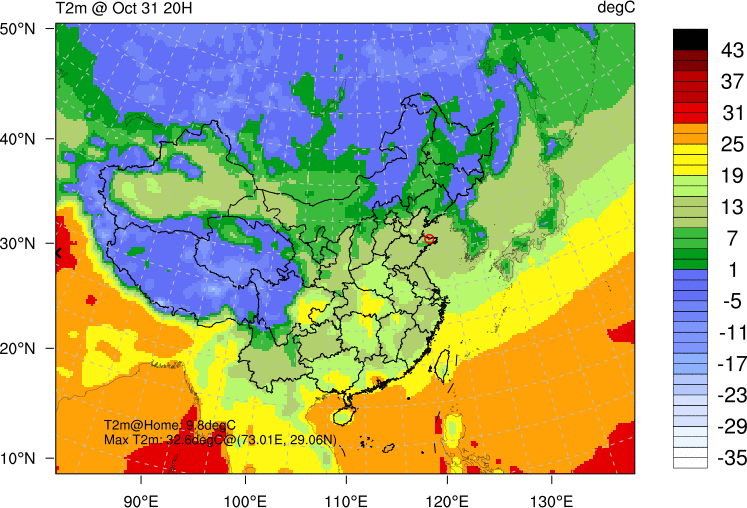 T2m @ Oct 31 20H
degC
50°N
40°N
30°N
20°N
10°N
T2m@Home: 9.8degC
Max T2m: 32.8degC@(73.01E, 29.06N)
90°E
100°E
110°E
120°E
130°E
43
37
31
25
19
13
7
1
-5
-11
-17
-23
-29
-35